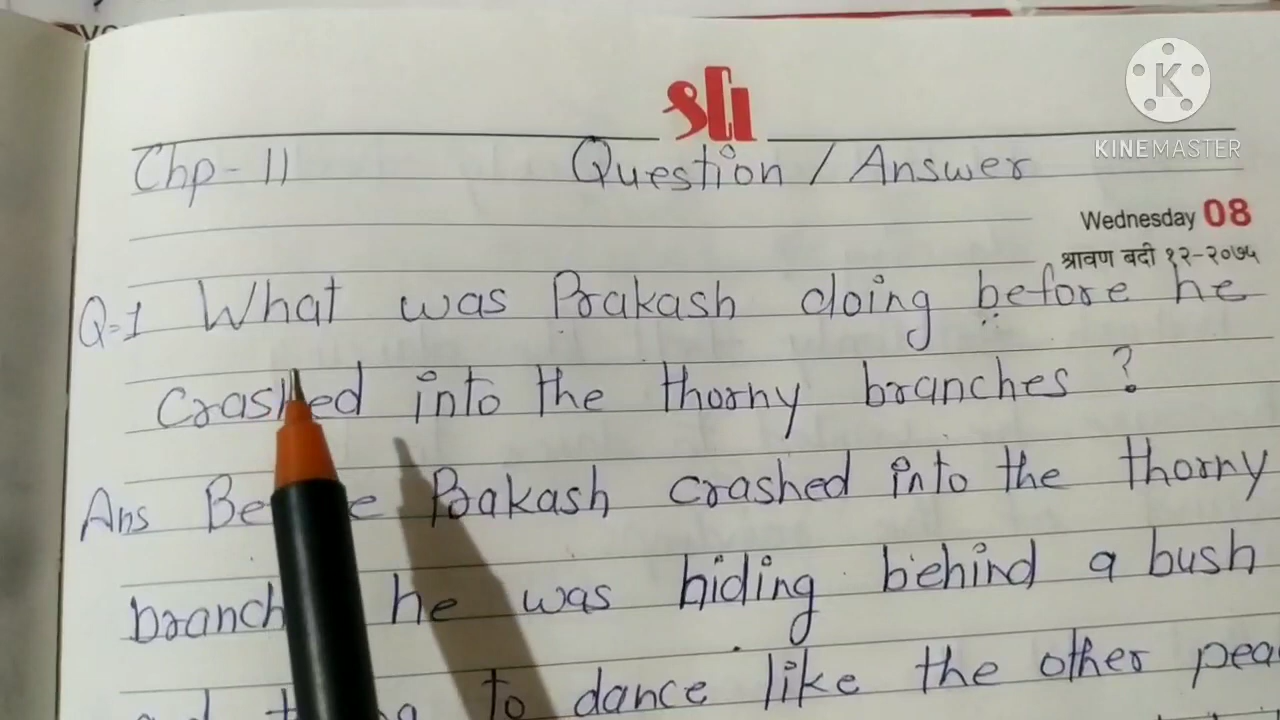 SCI
KINEMASTER
Chp-11 Question / Answer
Wednesday 08
श्रावण बदी १२-२०७५
Q=1 What was Prakash doing before he
crashed into the thorny branches ?
Ans Prakash crashed into the thorny
he was hiding behind a bush
to dance like the other